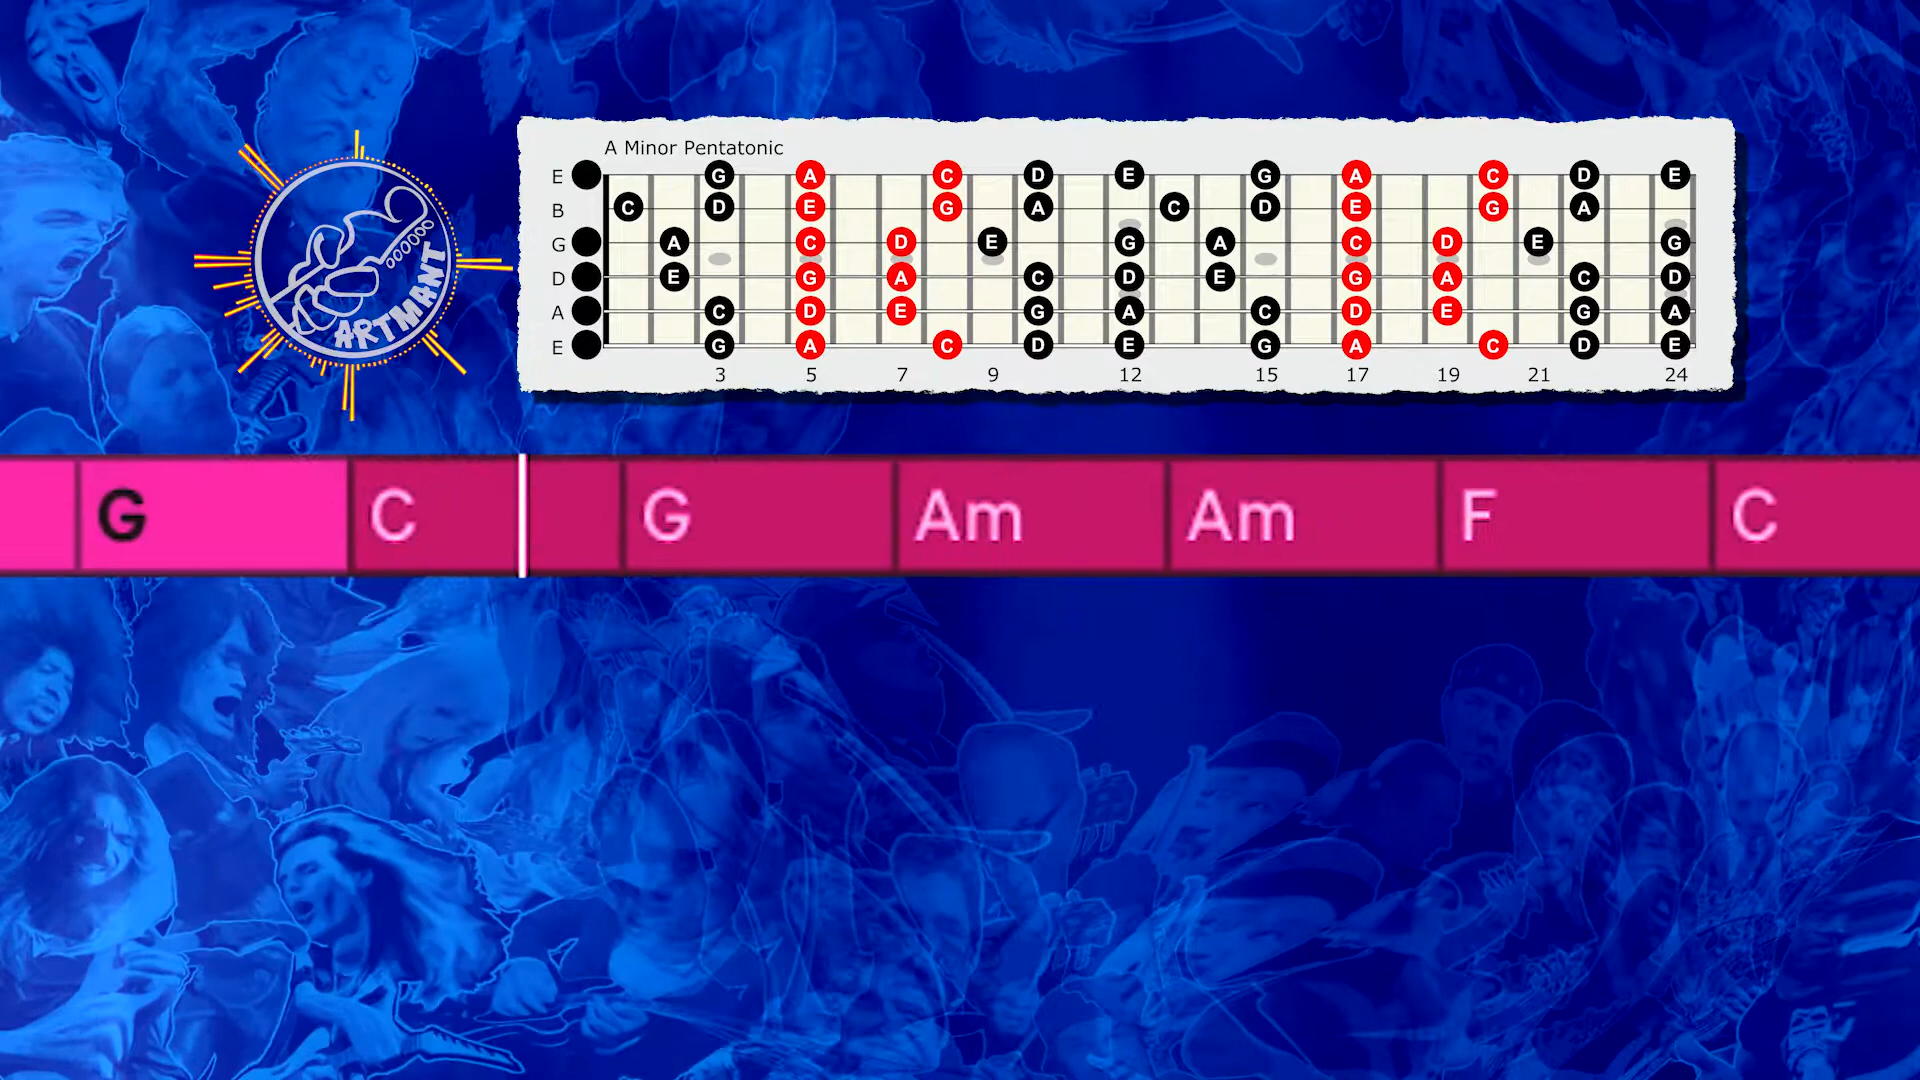 A Minor Pentatonic
E G A C D E G A C D E
B C D E G A C D E G A
G A C D E G A C D E G
D E G A C D E G A C D
A C D E G A C D E G A
E G A C D E G A C D E
3 5 7 9 12 15 17 19 21 24
ARTMANT
G C G Am Am F C